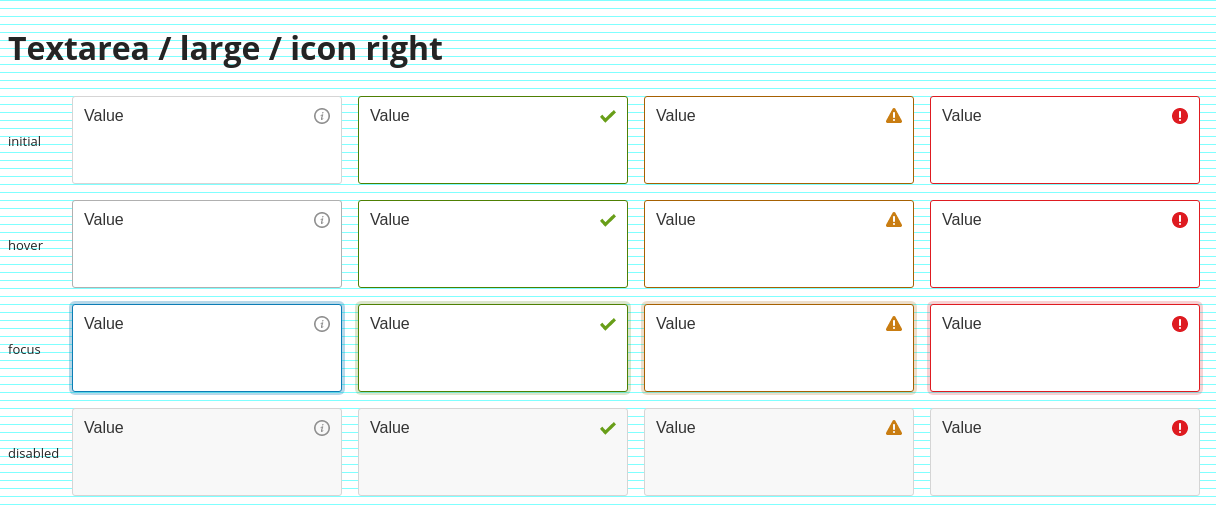 Textarea / large / icon right
initial Value Value Value Value
hover Value Value Value Value
focus Value Value Value Value
disabled Value Value Value Value